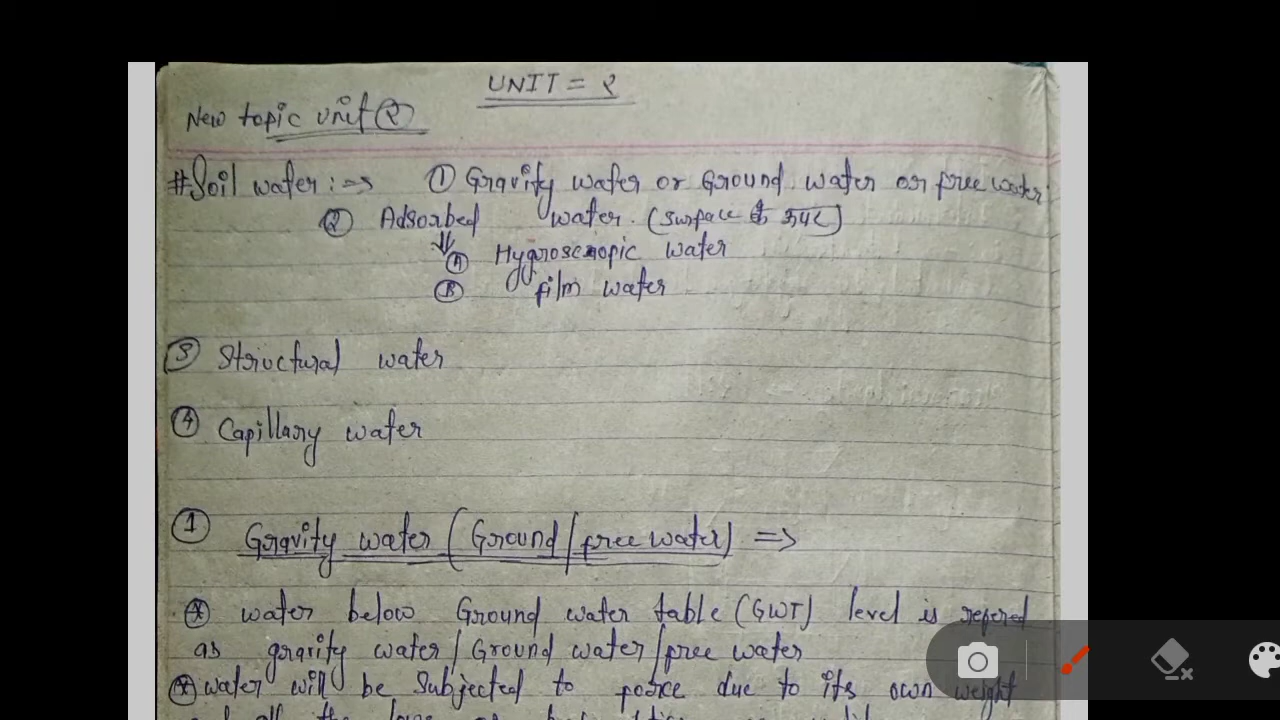 UNIT = २
New topic unit (२)
#Soil water :⇒ ① Gravity water or Ground water or free water
② Adsorbed water. (Surface के ऊपर)
⇓ Ⓐ Hygroscropic water
Ⓑ film water
③ Structural water
④ Capillary water
① Gravity water (Ground/free water) ⇒
⊛ water below Ground water table (GWT) level is refered
as gravity water/Ground water/free water
⊛ water will be subjected to force due to its own weight